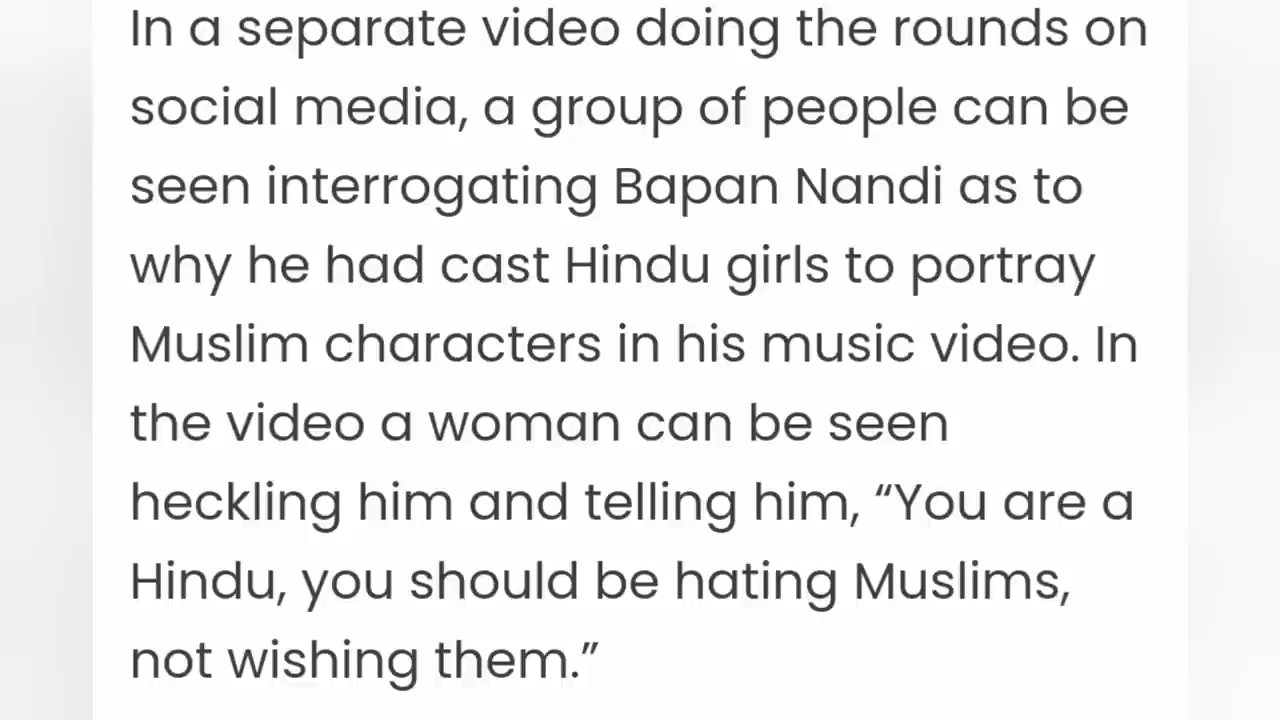 In a separate video doing the rounds on
social media, a group of people can be
seen interrogating Bapan Nandi as to
why he had cast Hindu girls to portray
Muslim characters in his music video. In
the video a woman can be seen
heckling him and telling him, “You are a
Hindu, you should be hating Muslims,
not wishing them.”